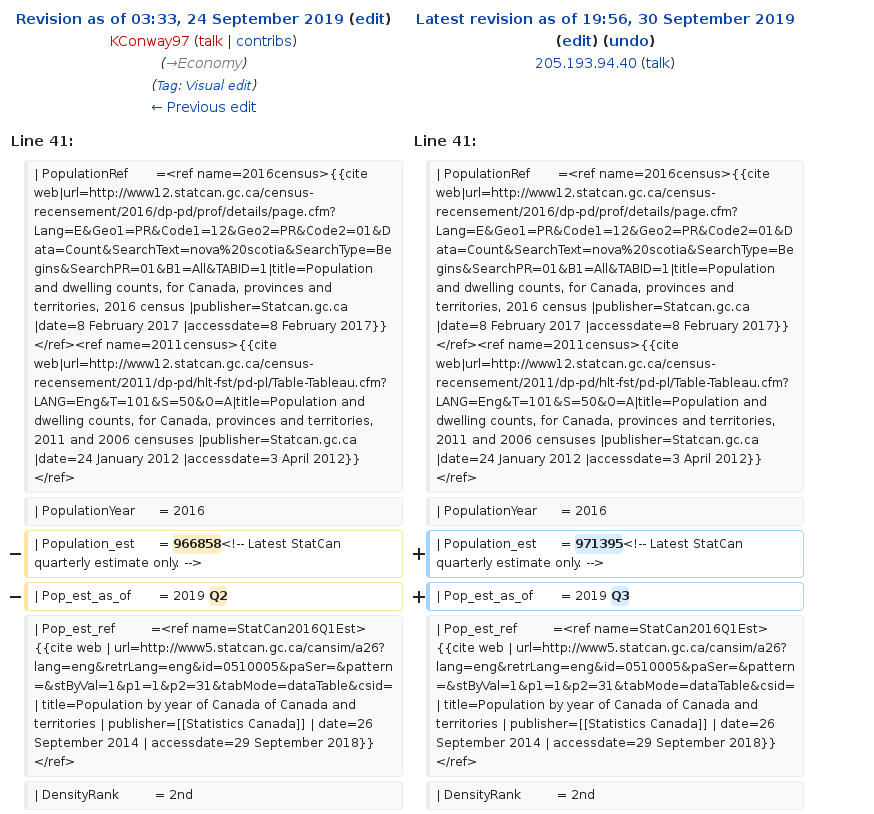 Revision as of 03:33, 24 September 2019 (edit)
KConway97 (talk | contribs)
(→Economy)
(Tag: Visual edit)
← Previous edit
Latest revision as of 19:56, 30 September 2019
(edit) (undo)
205.193.94.40 (talk)
Line 41:
| PopulationRef =<ref name=2016census>{{cite
web|url=http://www12.statcan.gc.ca/census-
recensement/2016/dp-pd/prof/details/page.cfm?
Lang=E&Geo1=PR&Code1=12&Geo2=PR&Code2=01&D
ata=Count&SearchText=nova%20scotia&SearchType=Be
gins&SearchPR=01&B1=All&TABID=1|title=Population
and dwelling counts, for Canada, provinces and
territories, 2016 census |publisher=Statcan.gc.ca
|date=8 February 2017 |accessdate=8 February 2017}}
</ref><ref name=2011census>{{cite
web|url=http://www12.statcan.gc.ca/census-
recensement/2011/dp-pd/hlt-fst/pd-pl/Table-Tableau.cfm?
LANG=Eng&T=101&S=50&O=A|title=Population and
dwelling counts, for Canada, provinces and territories,
2011 and 2006 censuses |publisher=Statcan.gc.ca
|date=24 January 2012 |accessdate=3 April 2012}}
</ref>
| PopulationYear = 2016
− | Population_est = 966858<!-- Latest StatCan
quarterly estimate only. -->
− | Pop_est_as_of = 2019 Q2
| Pop_est_ref =<ref name=StatCan2016Q1Est>
{{cite web | url=http://www5.statcan.gc.ca/cansim/a26?
lang=eng&retrLang=eng&id=0510005&paSer=&pattern
=&stByVal=1&p1=1&p2=31&tabMode=dataTable&csid=
| title=Population by year of Canada of Canada and
territories | publisher=[[Statistics Canada]] | date=26
September 2014 | accessdate=29 September 2018}}
</ref>
| DensityRank = 2nd
Line 41:
| PopulationRef =<ref name=2016census>{{cite
web|url=http://www12.statcan.gc.ca/census-
recensement/2016/dp-pd/prof/details/page.cfm?
Lang=E&Geo1=PR&Code1=12&Geo2=PR&Code2=01&D
ata=Count&SearchText=nova%20scotia&SearchType=Be
gins&SearchPR=01&B1=All&TABID=1|title=Population
and dwelling counts, for Canada, provinces and
territories, 2016 census |publisher=Statcan.gc.ca
|date=8 February 2017 |accessdate=8 February 2017}}
</ref><ref name=2011census>{{cite
web|url=http://www12.statcan.gc.ca/census-
recensement/2011/dp-pd/hlt-fst/pd-pl/Table-Tableau.cfm?
LANG=Eng&T=101&S=50&O=A|title=Population and
dwelling counts, for Canada, provinces and territories,
2011 and 2006 censuses |publisher=Statcan.gc.ca
|date=24 January 2012 |accessdate=3 April 2012}}
</ref>
| PopulationYear = 2016
+ | Population_est = 971395<!-- Latest StatCan
quarterly estimate only. -->
+ | Pop_est_as_of = 2019 Q3
| Pop_est_ref =<ref name=StatCan2016Q1Est>
{{cite web | url=http://www5.statcan.gc.ca/cansim/a26?
lang=eng&retrLang=eng&id=0510005&paSer=&pattern
=&stByVal=1&p1=1&p2=31&tabMode=dataTable&csid=
| title=Population by year of Canada of Canada and
territories | publisher=[[Statistics Canada]] | date=26
September 2014 | accessdate=29 September 2018}}
</ref>
| DensityRank = 2nd